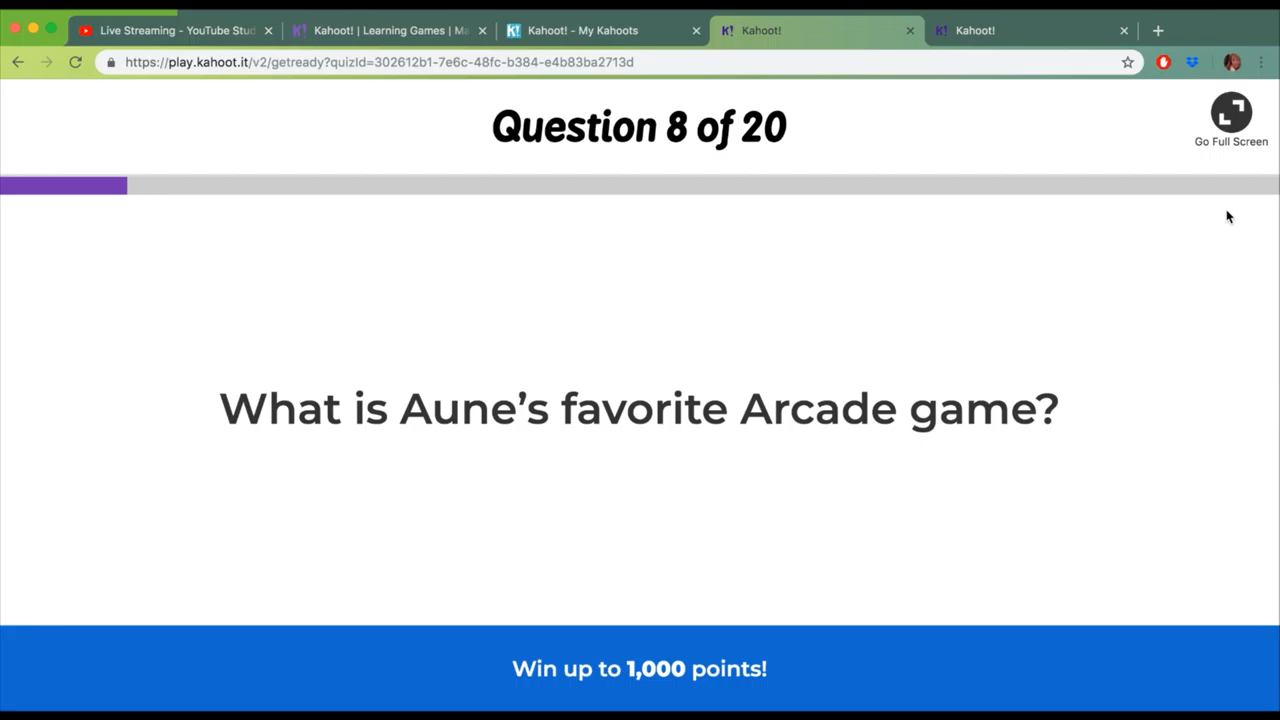 Live Streaming - YouTube Stud
Kahoot! | Learning Games | Ma
Kahoot! - My Kahoots
Kahoot!
Kahoot!
https://play.kahoot.it/v2/getready?quizId=302612b1-7e6c-48fc-b384-e4b83ba2713d
Question 8 of 20
Go Full Screen
What is Aune’s favorite Arcade game?
Win up to 1,000 points!